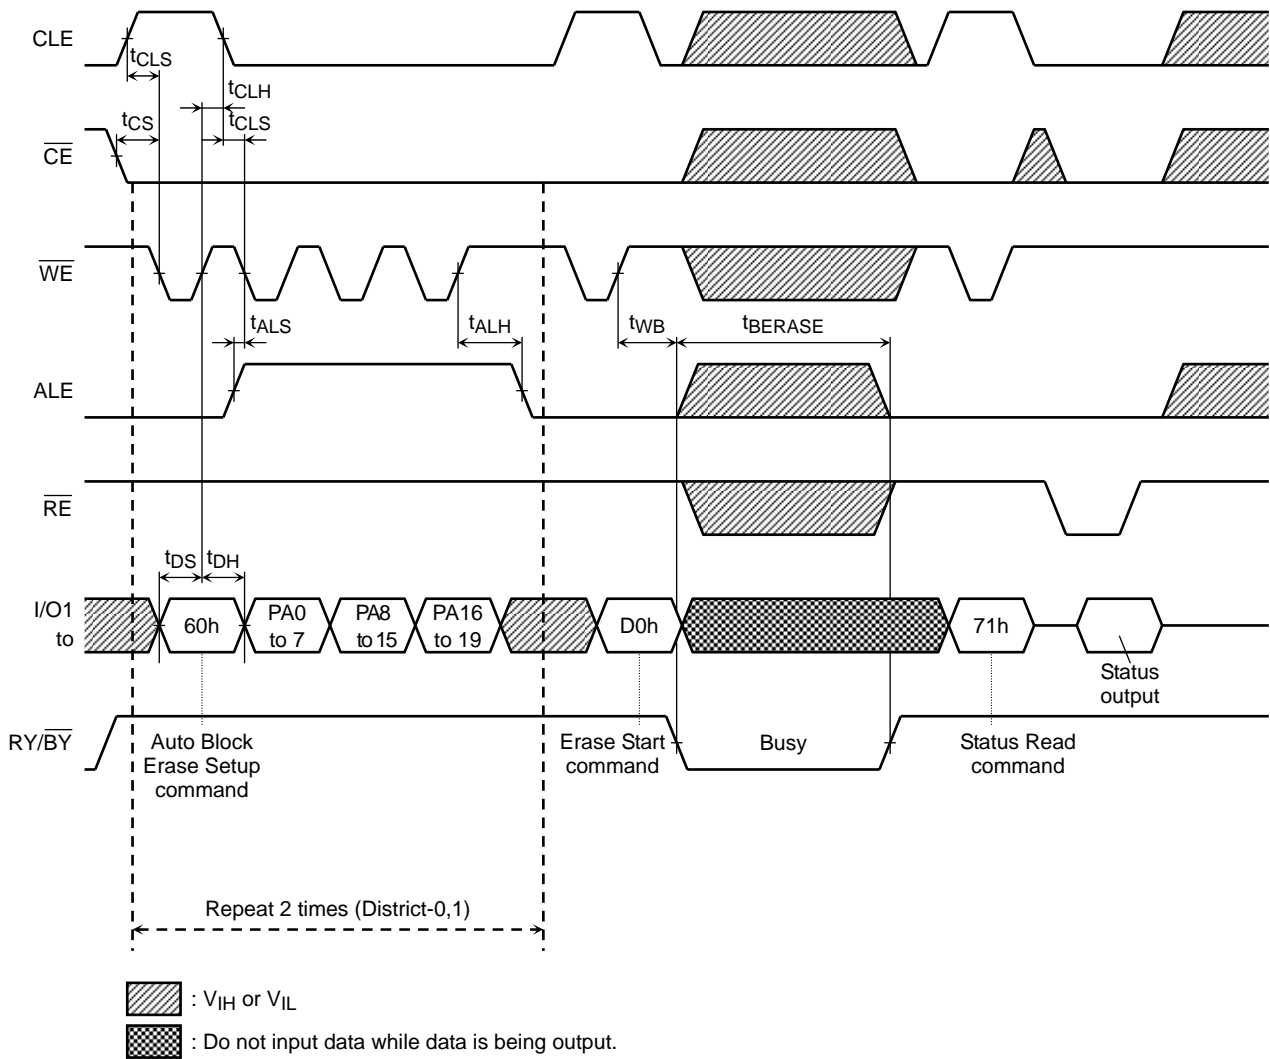 CLE
tCLS
tCLH
tCS
tCLS
CE
WE
tALS
tALH
tWB
tBERASE
ALE
RE
tDS
tDH
I/O1
to
60h
PA0
to 7
PA8
to 15
PA16
to 19
D0h
71h
Status
output
RY/BY
Auto Block
Erase Setup
command
Erase Start
command
Busy
Status Read
command
Repeat 2 times (District-0,1)
: VIH or VIL
: Do not input data while data is being output.